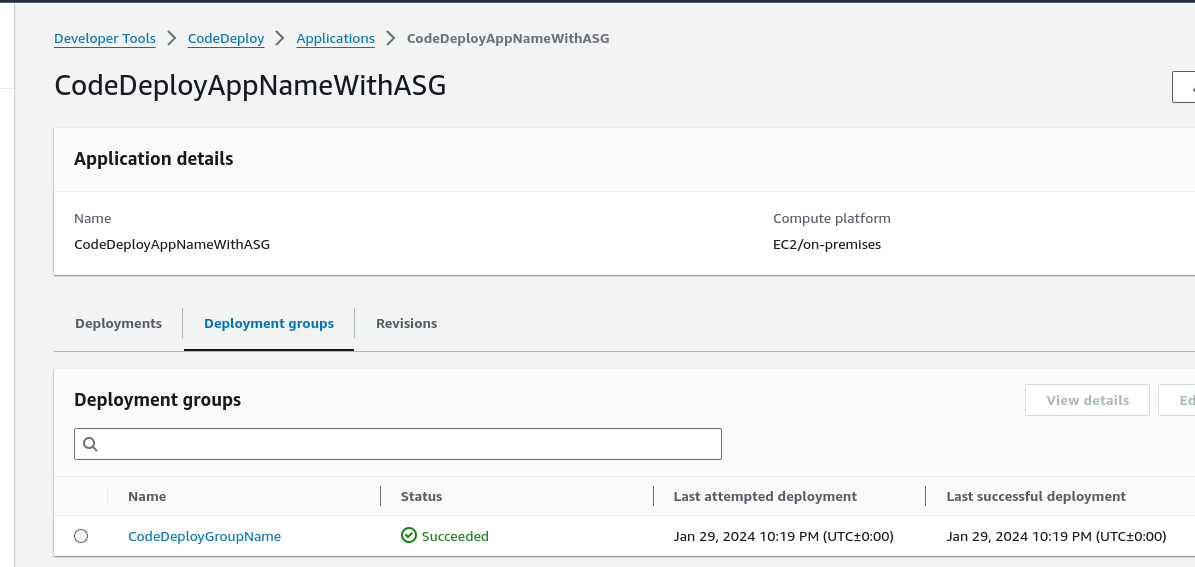 Developer Tools > CodeDeploy > Applications > CodeDeployAppNameWithASG
CodeDeployAppNameWithASG
Application details
Name
Compute platform
CodeDeployAppNameWithASG
EC2/on-premises
Deployments
Deployment groups
Revisions
Deployment groups
View details
Ed
Name
Status
Last attempted deployment
Last successful deployment
CodeDeployGroupName
Succeeded
Jan 29, 2024 10:19 PM (UTC±0:00)
Jan 29, 2024 10:19 PM (UTC±0:00)